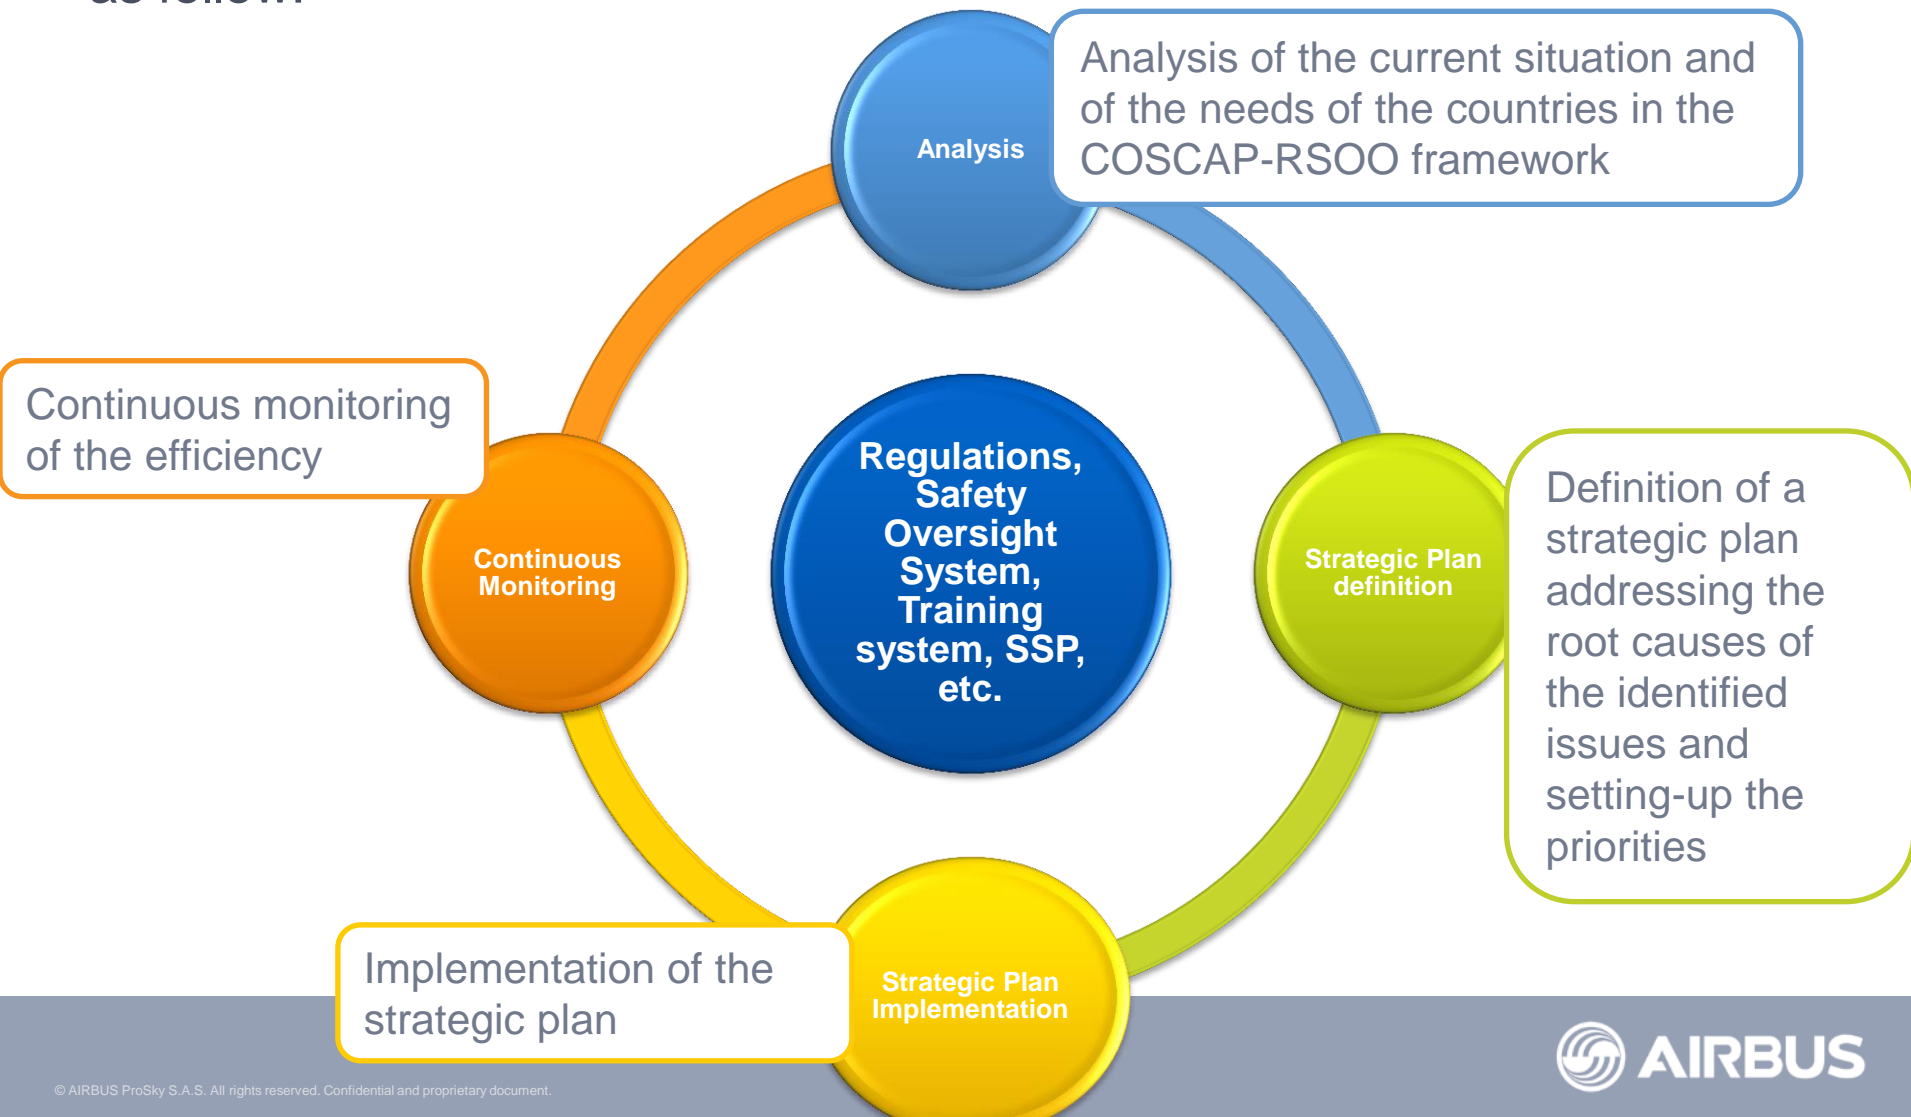 as follow:
Analysis
Analysis of the current situation and
of the needs of the countries in the
COSCAP-RSOO framework
Continuous monitoring
of the efficiency
Continuous
Monitoring
Regulations,
Safety
Oversight
System,
Training
system, SSP,
etc.
Strategic Plan
definition
Definition of a
strategic plan
addressing the
root causes of
the identified
issues and
setting-up the
priorities
Implementation of the
strategic plan
Strategic Plan
Implementation
© AIRBUS ProSky S.A.S. All rights reserved. Confidential and proprietary document.
AIRBUS